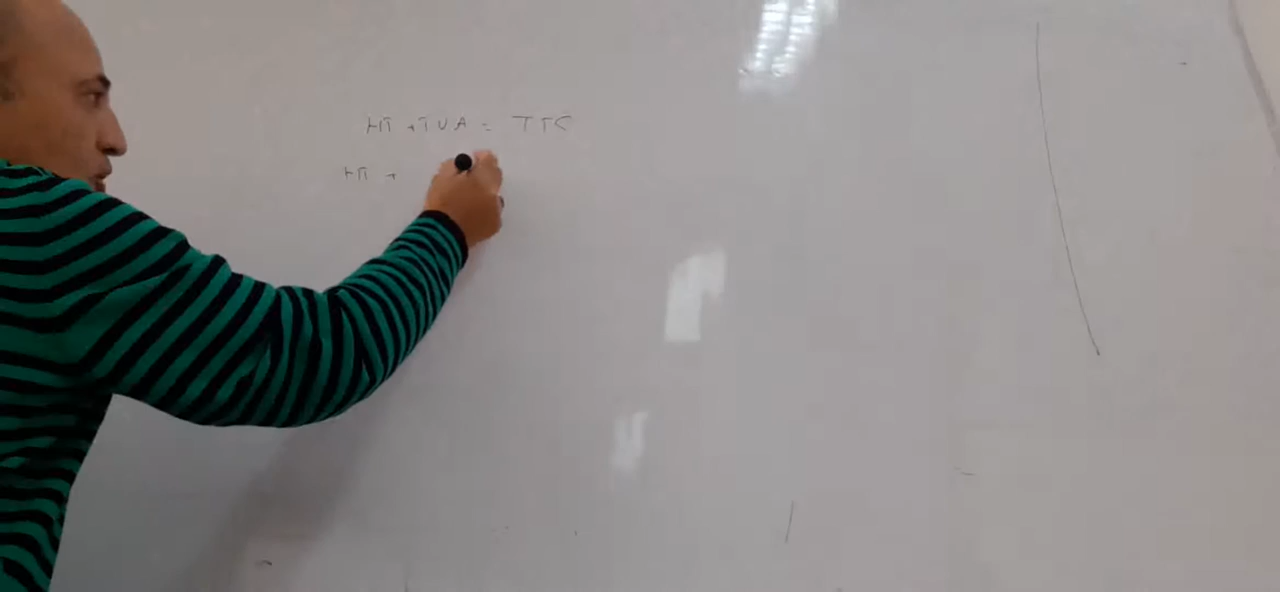 HT + TVA = TTC
HT +